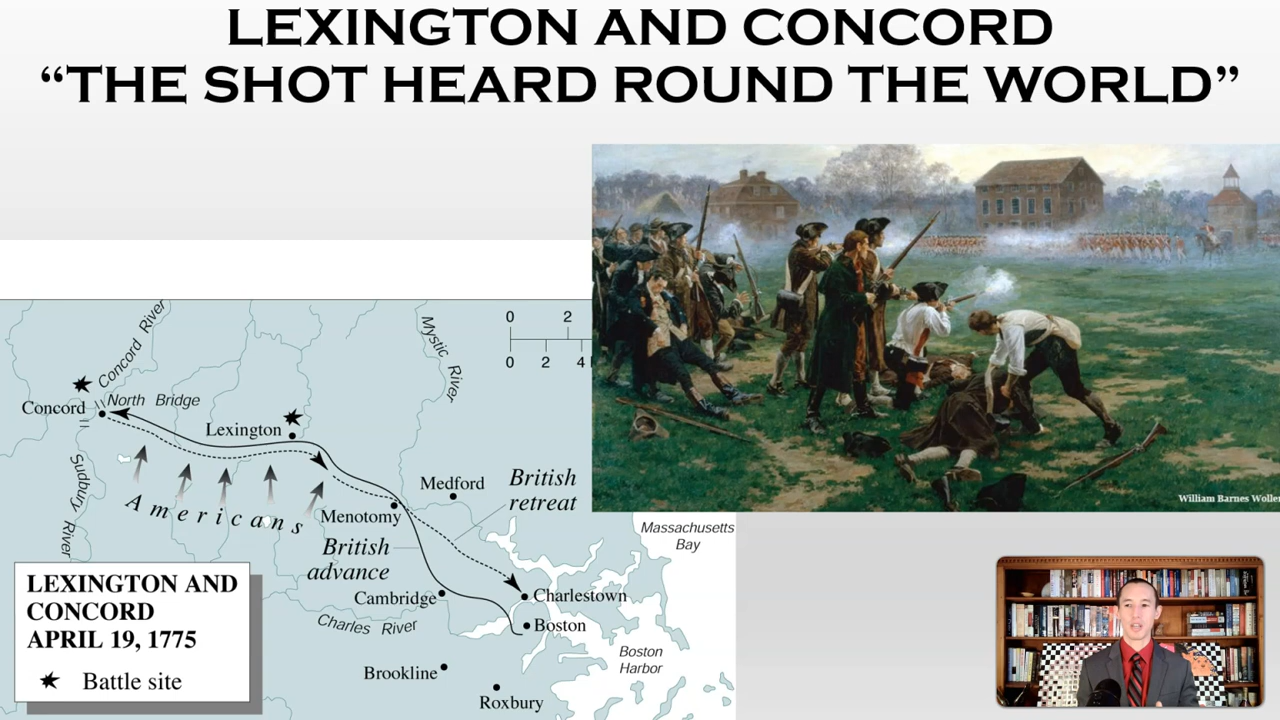 LEXINGTON AND CONCORD
“THE SHOT HEARD ROUND THE WORLD”
William Barnes Woller
Concord River
Mystic River
0 2
0 2 4
Concord
North Bridge
Lexington
Sudbury River
Americans
Medford
British
retreat
Menotomy
British
advance
Massachusetts
Bay
Cambridge
Charlestown
Charles River
Boston
Boston
Harbor
Brookline
Roxbury
LEXINGTON AND
CONCORD
APRIL 19, 1775
Battle site